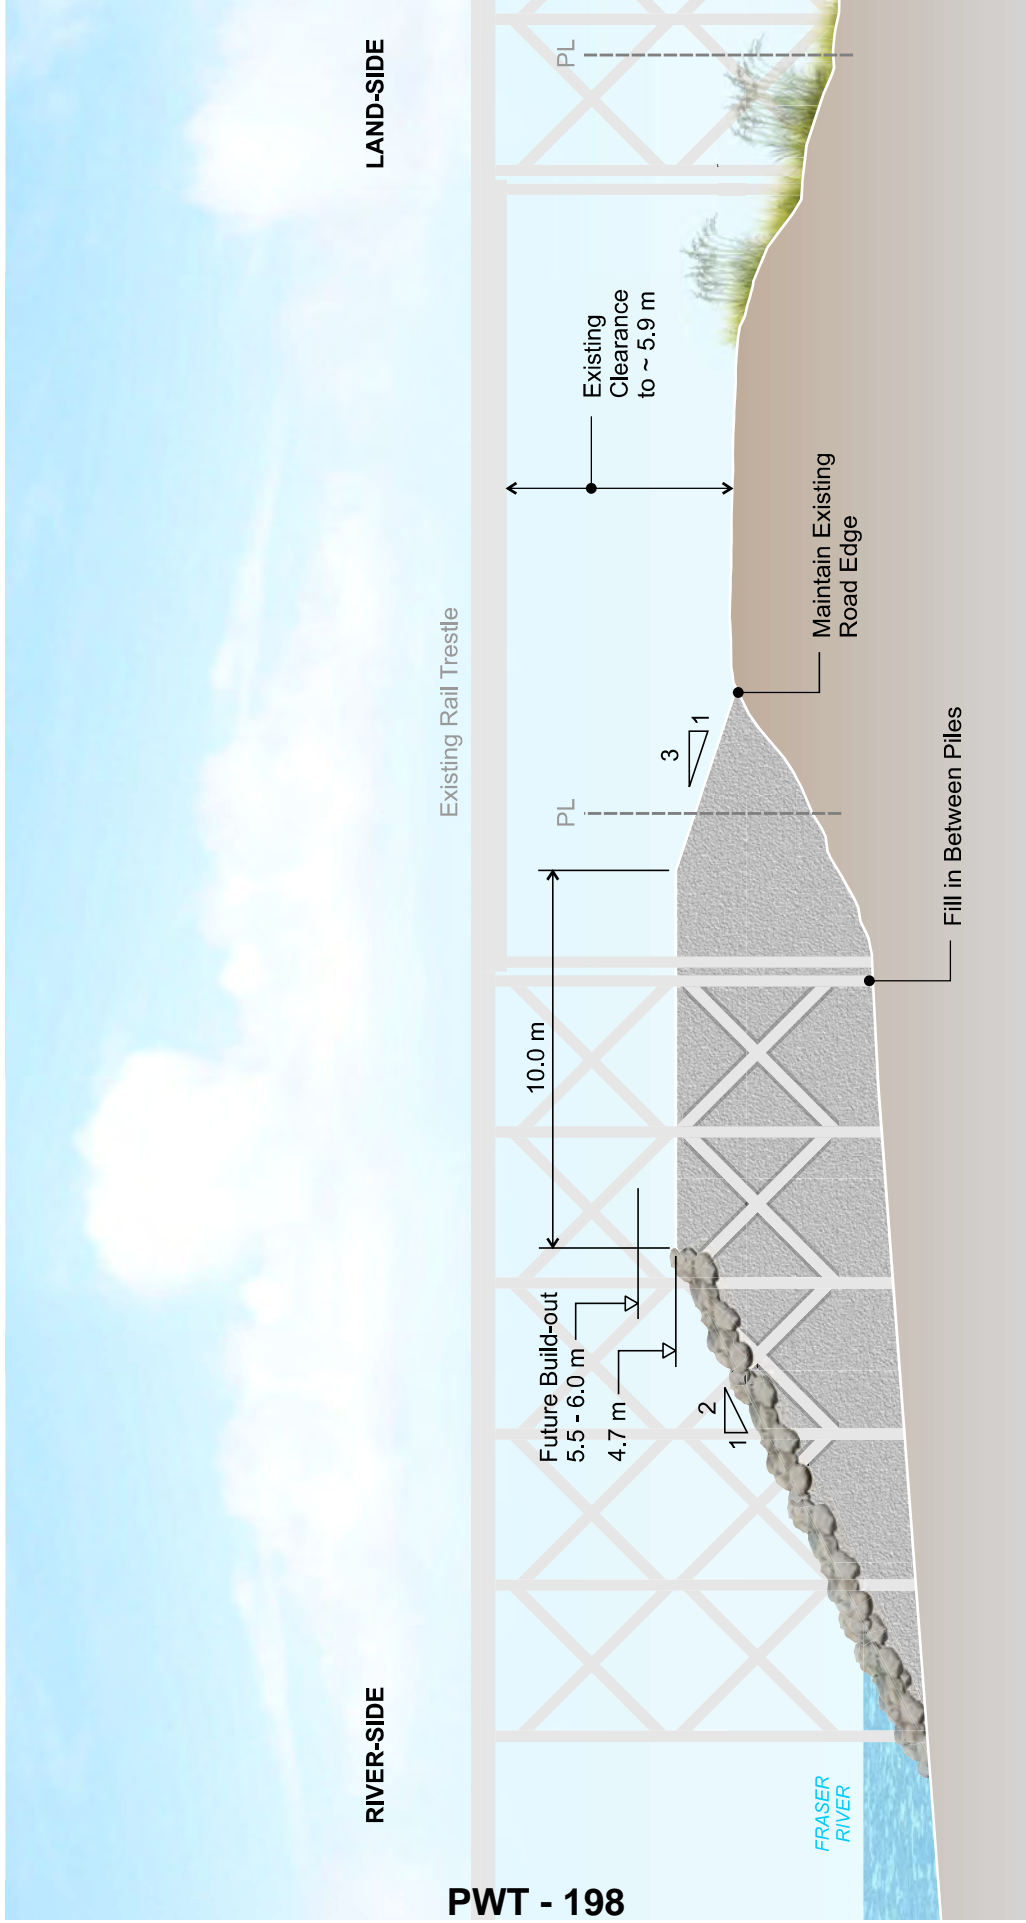 RIVER-SIDE
LAND-SIDE
Existing Rail Trestle
Future Build-out
5.5 - 6.0 m
4.7 m
10.0 m
PL
PL
Existing
Clearance
to ~ 5.9 m
2
1
3
1
FRASER
RIVER
Maintain Existing
Road Edge
Fill in Between Piles
PWT - 198